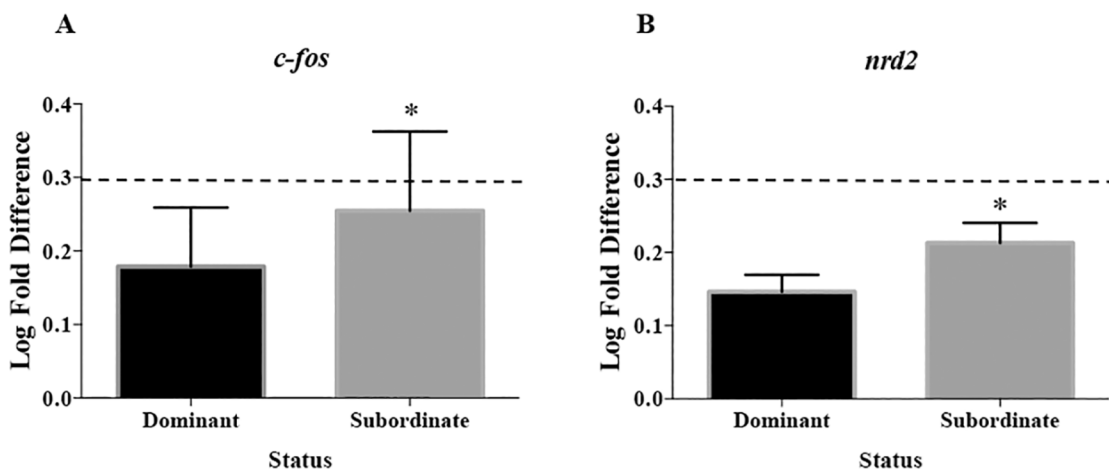 A
c-fos
Log Fold Difference
0.4
0.3
0.2
0.1
0.0
*
Dominant
Subordinate
Status
B
nrd2
Log Fold Difference
0.4
0.3
0.2
0.1
0.0
*
Dominant
Subordinate
Status